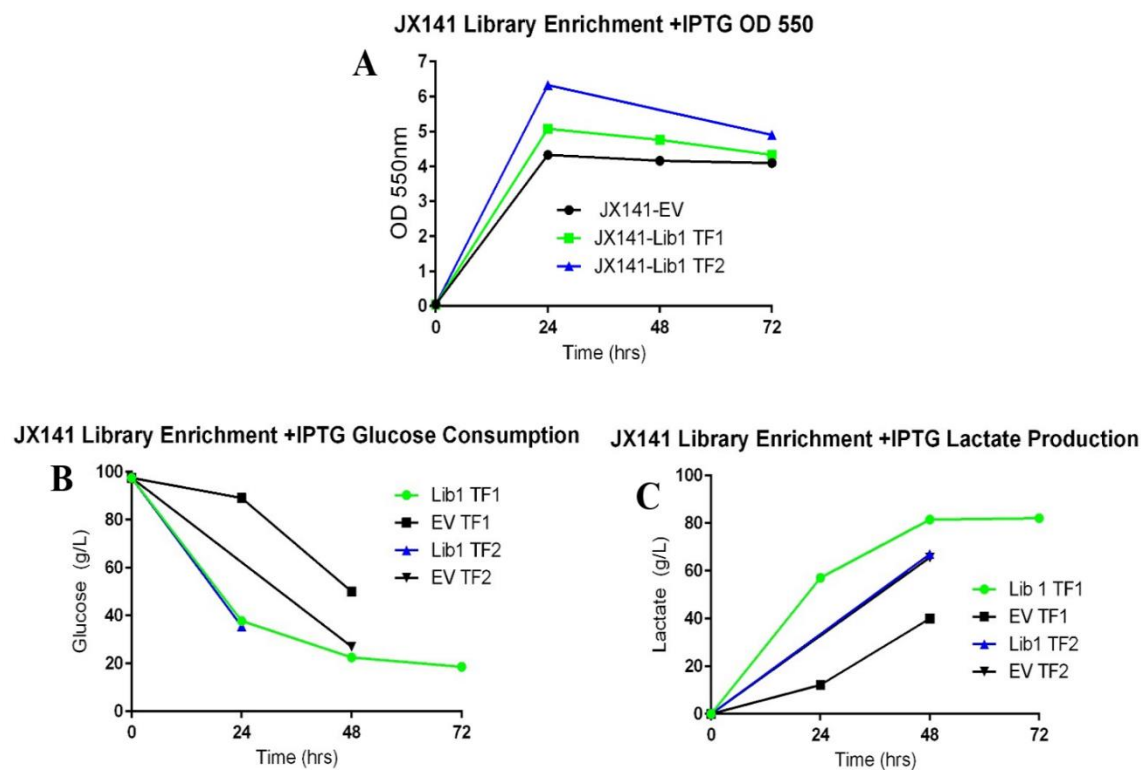 JX141 Library Enrichment +IPTG OD 550
A
7
6
5
4
3
2
1
0
OD 550nm
JX141-EV
JX141-Lib1 TF1
JX141-Lib1 TF2
0 24 48 72
Time (hrs)
JX141 Library Enrichment +IPTG Glucose Consumption
B
100
80
60
40
20
0
Glucose (g/L)
Lib1 TF1
EV TF1
Lib1 TF2
EV TF2
0 24 48 72
Time (hrs)
JX141 Library Enrichment +IPTG Lactate Production
C
100
80
60
40
20
0
Lactate (g/L)
Lib 1 TF1
EV TF1
Lib1 TF2
EV TF2
0 24 48 72
Time (hrs)